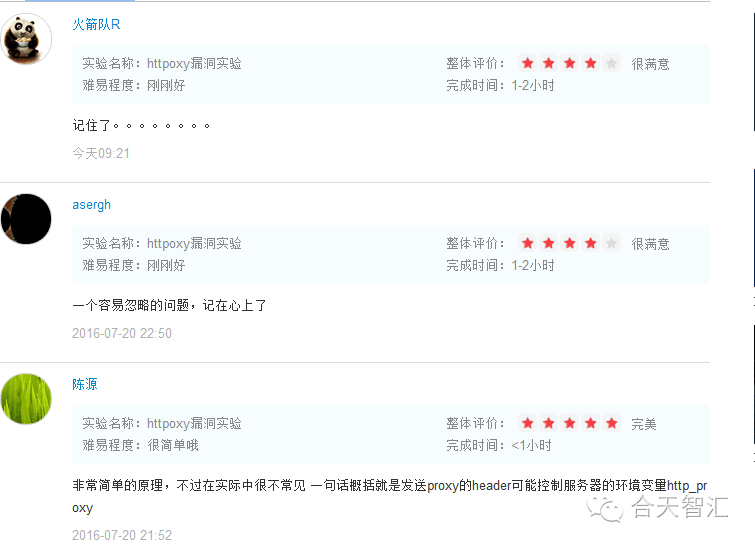 火箭队R
实验名称：httpoxy漏洞实验 整体评价： 很满意
难易程度：刚刚好 完成时间：1-2小时
记住了。。。。。。。。
今天09:21
asergh
实验名称：httpoxy漏洞实验 整体评价： 很满意
难易程度：刚刚好 完成时间：1-2小时
一个容易忽略的问题，记在心上了
2016-07-20 22:50
陈源
实验名称：httpoxy漏洞实验 整体评价： 完美
难易程度：很简单哦 完成时间：<1小时
非常简单的原理，不过在实际中很不常见 一句话概括就是发送proxy的header可能控制服务器的环境变量http_pr
oxy
2016-07-20 21:52
合天智汇